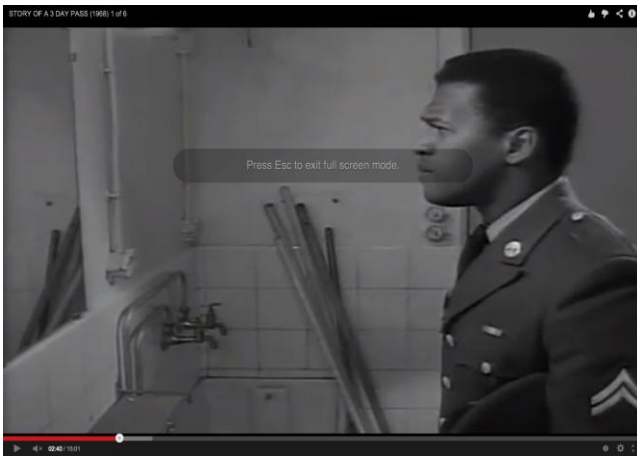 STORY OF A 3 DAY PASS (1968) 1 of 6
Press Esc to exit full screen mode.
02:40 / 15:01